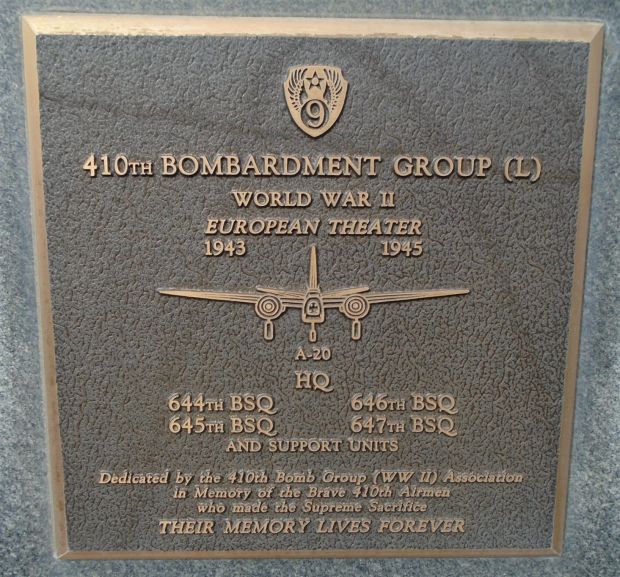 9
410TH BOMBARDMENT GROUP (L)
WORLD WAR II
EUROPEAN THEATER
1943 1945
A-20
HQ
644TH BSQ 646TH BSQ
645TH BSQ 647TH BSQ
AND SUPPORT UNITS
Dedicated by the 410th Bomb Group (WW II) Association
in Memory of the Brave 410th Airmen
who made the Supreme Sacrifice
THEIR MEMORY LIVES FOREVER